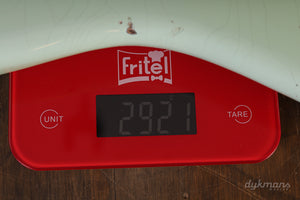 fritel
2921
UNIT
TARE
dykmans